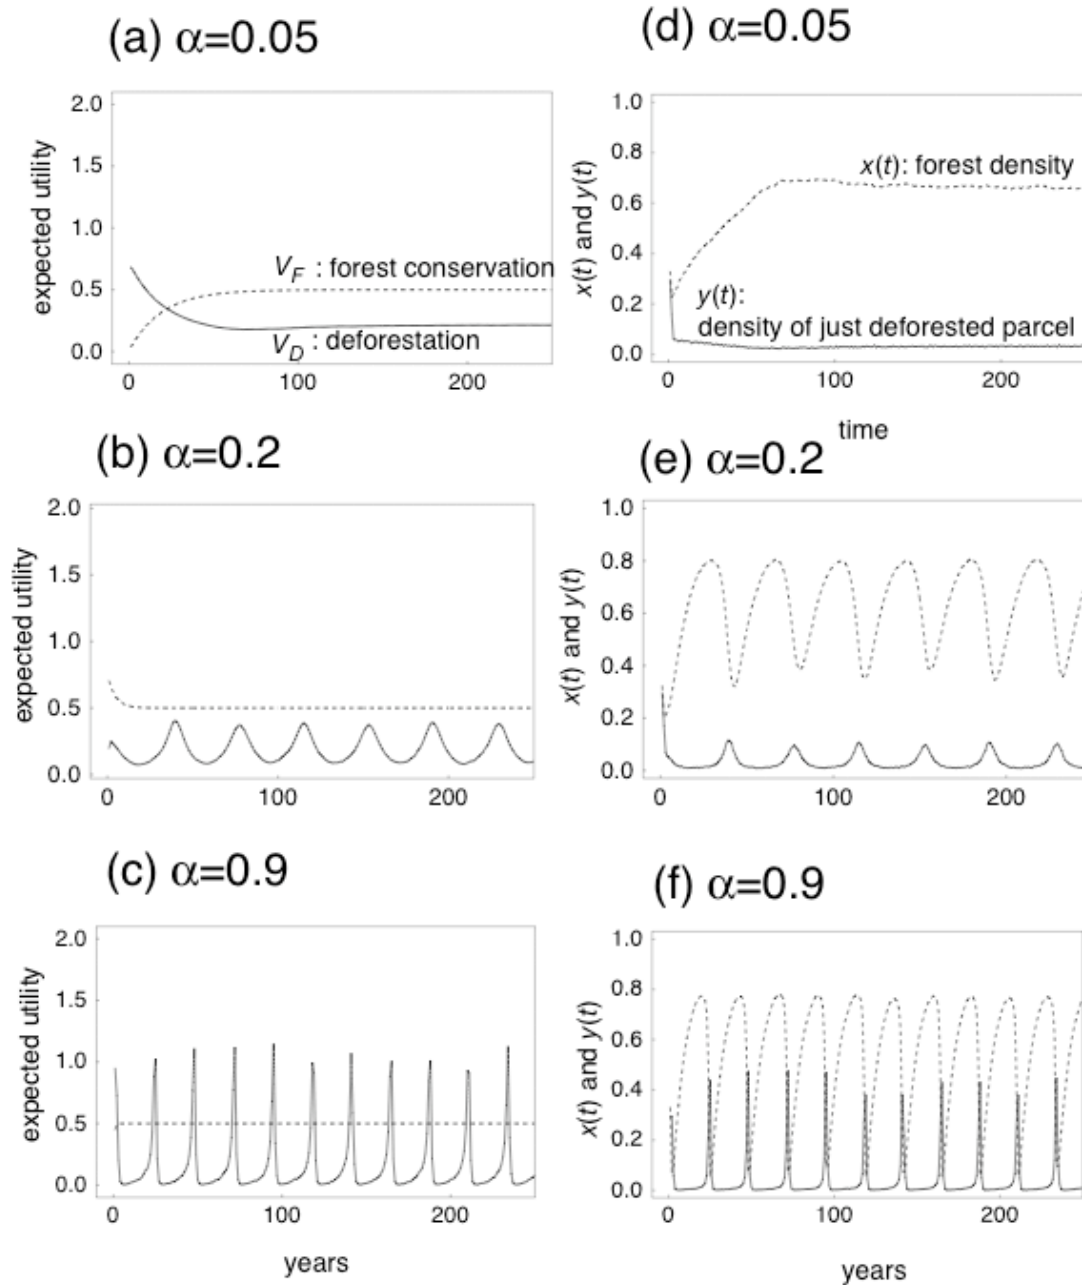 (a) α=0.05
expected utility
2.0
1.5
1.0
0.5
0.0
V_F : forest conservation
V_D : deforestation
0 100 200
(d) α=0.05
x(t) and y(t)
1.0
0.8
0.6
0.4
0.2
0.0
x(t): forest density
y(t):
density of just deforested parcel
0 100 200
time
(b) α=0.2
expected utility
2.0
1.5
1.0
0.5
0.0
0 100 200
(e) α=0.2
x(t) and y(t)
1.0
0.8
0.6
0.4
0.2
0.0
0 100 200
(c) α=0.9
expected utility
2.0
1.5
1.0
0.5
0.0
0 100 200
years
(f) α=0.9
x(t) and y(t)
1.0
0.8
0.6
0.4
0.2
0.0
0 100 200
years